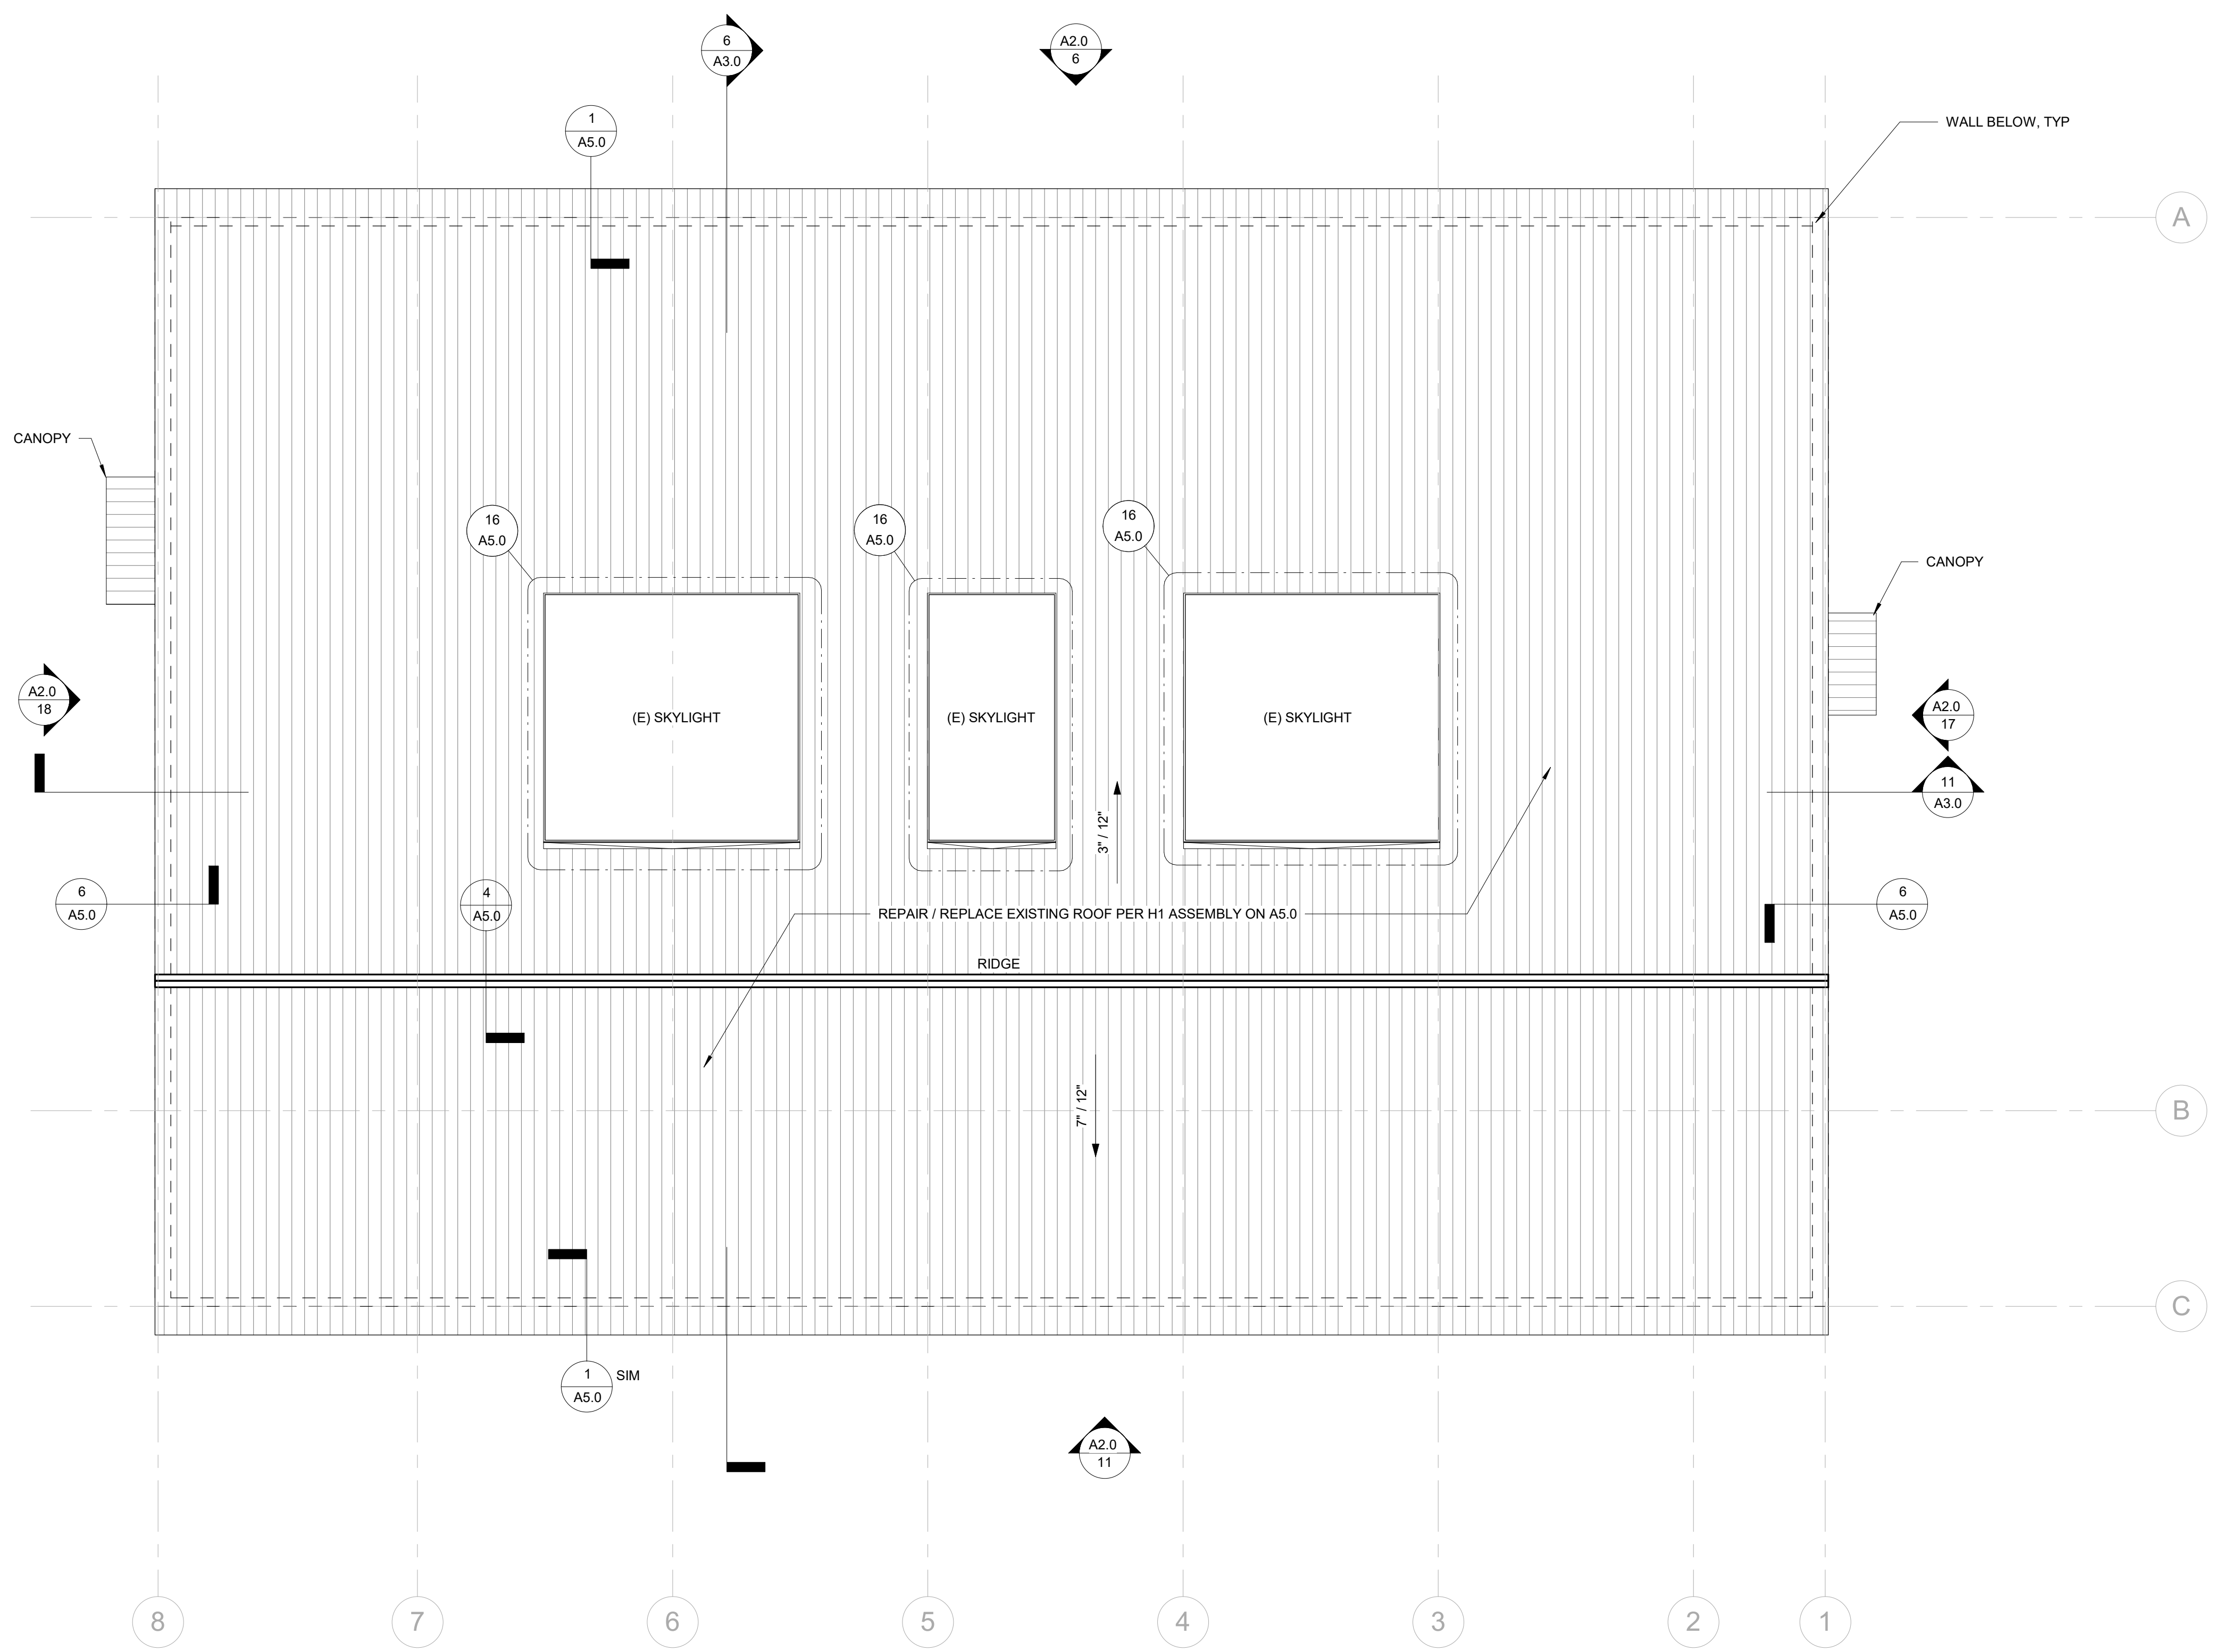 6
A3.0
A2.0
6
1
A5.0
WALL BELOW, TYP
A
CANOPY
16
A5.0
16
A5.0
16
A5.0
CANOPY
A2.0
18
(E) SKYLIGHT
(E) SKYLIGHT
(E) SKYLIGHT
A2.0
17
11
A3.0
3" / 12"
6
A5.0
4
A5.0
REPAIR / REPLACE EXISTING ROOF PER H1 ASSEMBLY ON A5.0
6
A5.0
RIDGE
7" / 12"
B
C
1
A5.0
SIM
A2.0
11
8
7
6
5
4
3
2
1